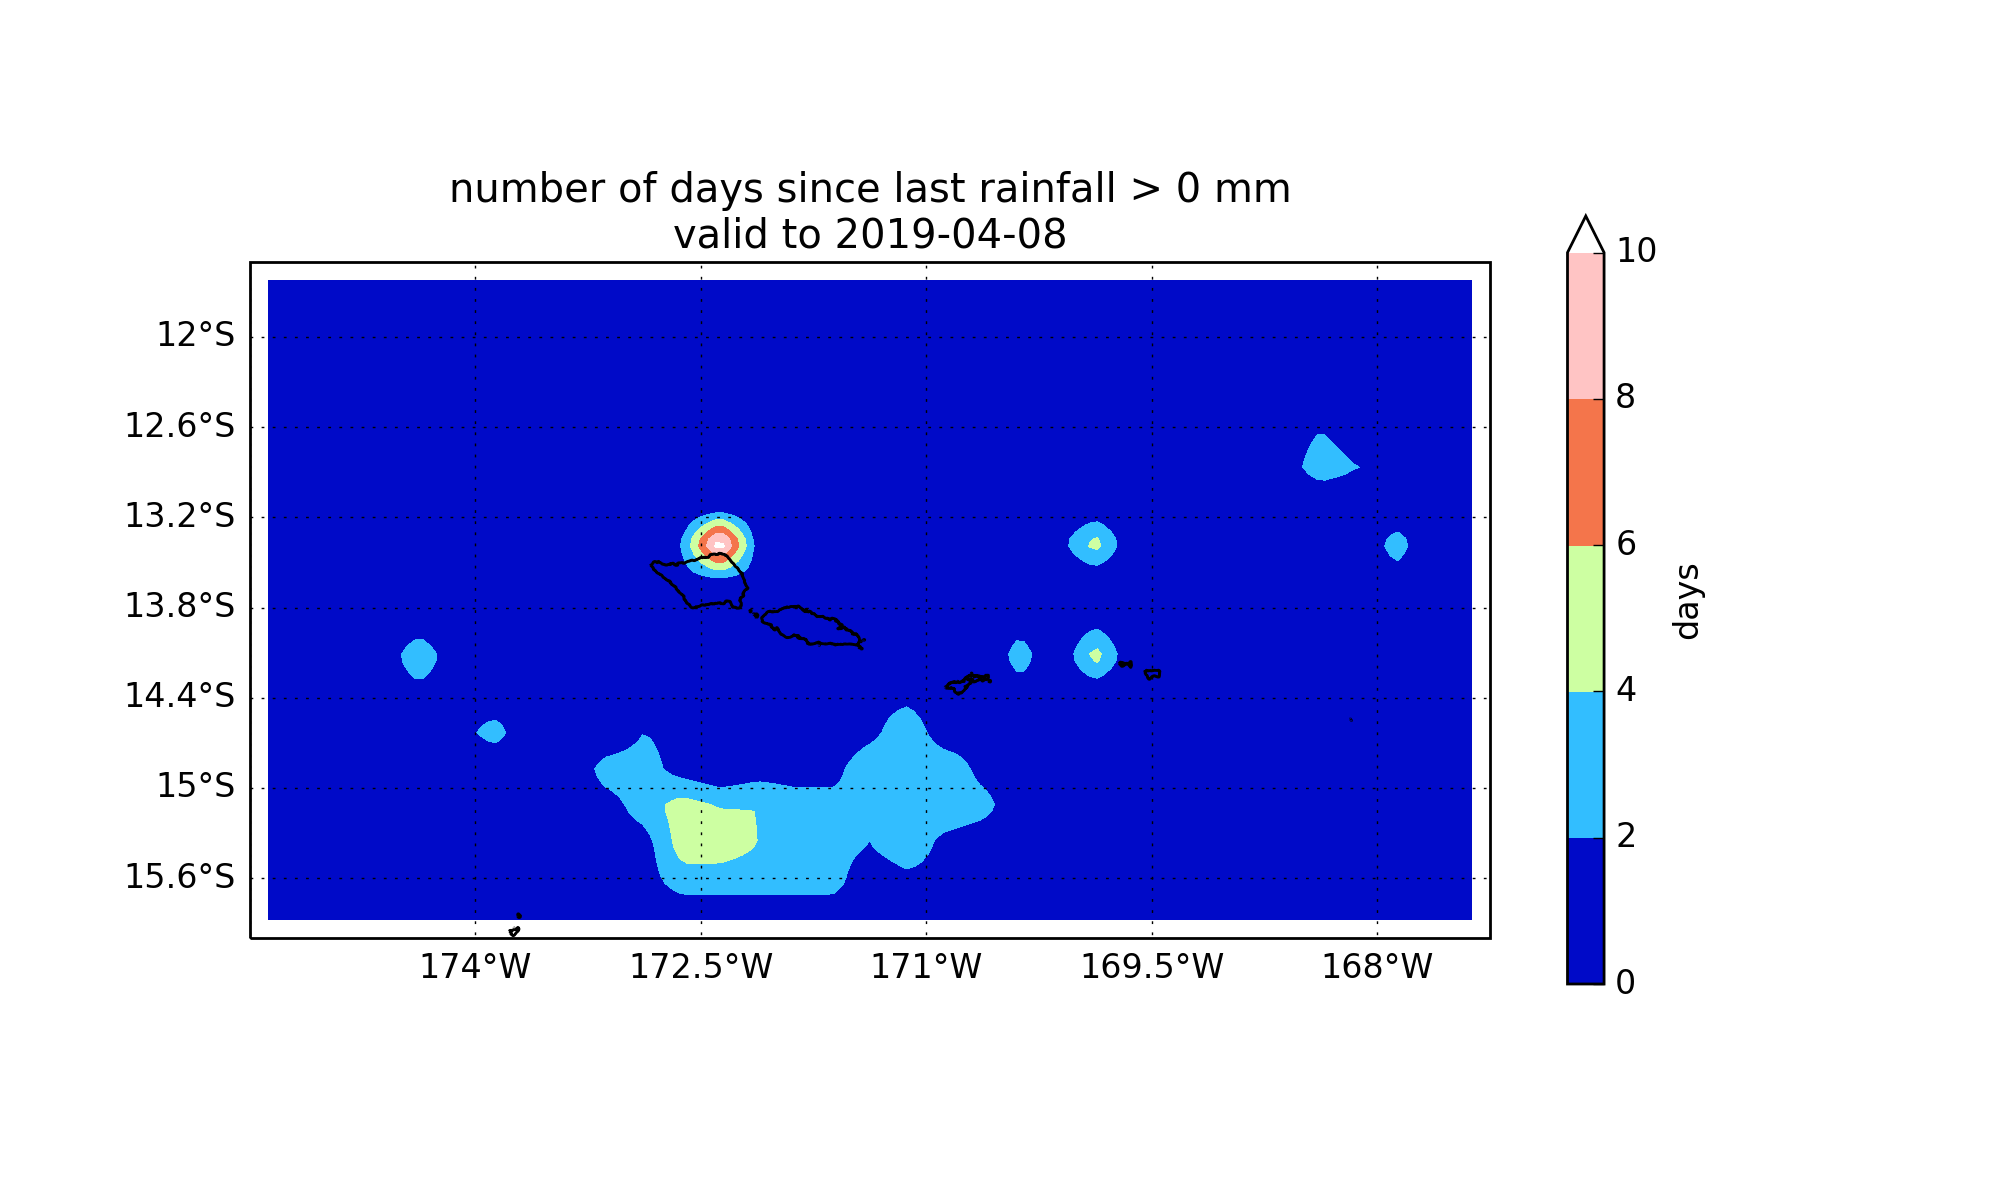 number of days since last rainfall > 0 mm
valid to 2019-04-08
12°S
12.6°S
13.2°S
13.8°S
14.4°S
15°S
15.6°S
174°W
172.5°W
171°W
169.5°W
168°W
10
8
6
4
2
0
days